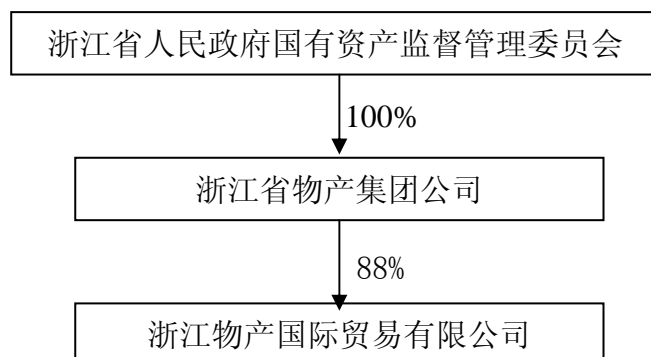 浙江省人民政府国有资产监督管理委员会
100%
浙江省物产集团公司
88%
浙江物产国际贸易有限公司